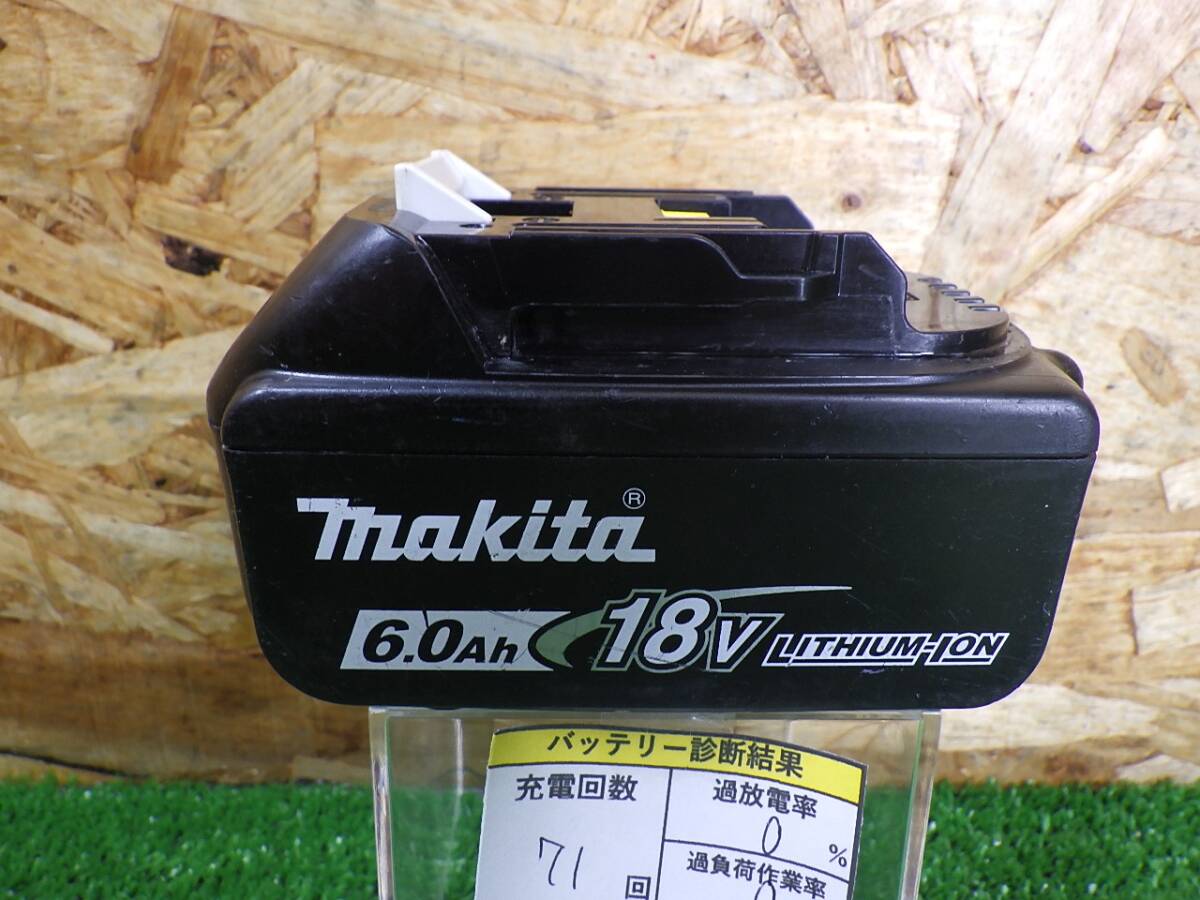 makita®
6.0Ah 18V LITHIUM-ION
バッテリー診断結果
充電回数
過放電率
0 %
71 回
過負荷作業率